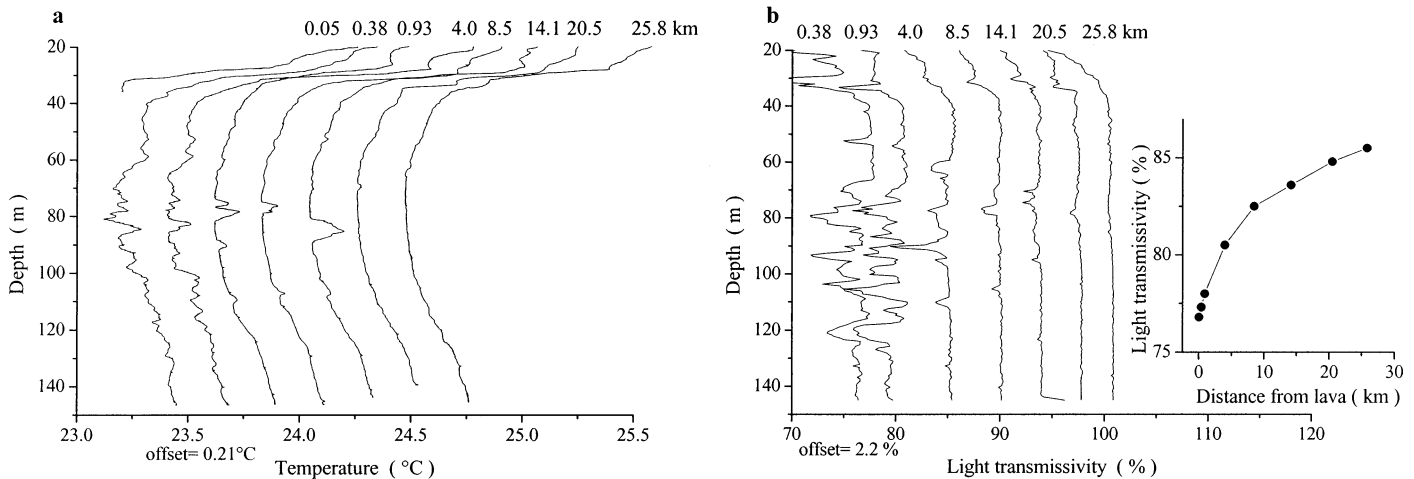 a
0.05 0.38 0.93 4.0 8.5 14.1 20.5 25.8 km
20
40
60
80
100
120
140
Depth ( m )
23.0 23.5 24.0 24.5 25.0 25.5
offset= 0.21°C
Temperature ( °C )
b
0.38 0.93 4.0 8.5 14.1 20.5 25.8 km
20
40
60
80
100
120
140
Depth ( m )
70 80 90 100 110 120
offset= 2.2 %
Light transmissivity ( % )
85
80
75
Light transmissivity ( % )
0 10 20 30
Distance from lava ( km )